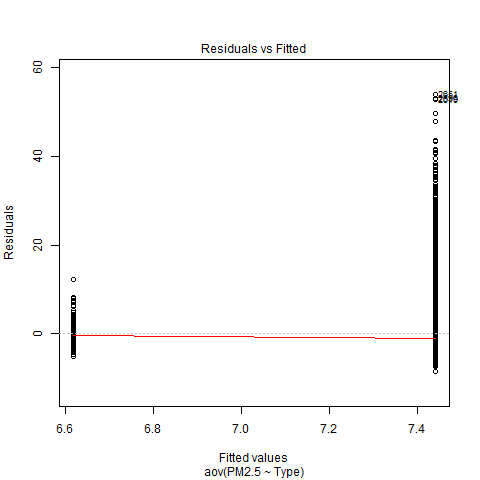 Residuals vs Fitted
60
40
20
0
Residuals
6.6 6.8 7.0 7.2 7.4
Fitted values
aov(PM2.5 ~ Type)